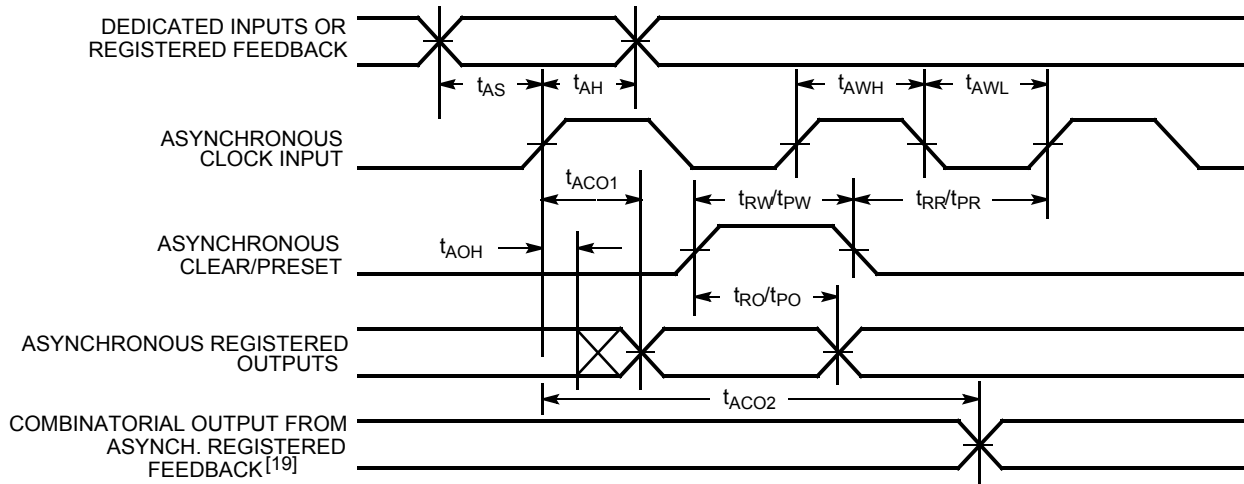 DEDICATED INPUTS OR
REGISTERED FEEDBACK
tAS
tAH
tAWH
tAWL
ASYNCHRONOUS
CLOCK INPUT
tACO1
tRW/tPW
tRR/tPR
ASYNCHRONOUS
CLEAR/PRESET
tAOH
tRO/tPO
ASYNCHRONOUS REGISTERED
OUTPUTS
tACO2
COMBINATORIAL OUTPUT FROM
ASYNCH. REGISTERED
FEEDBACK[19]